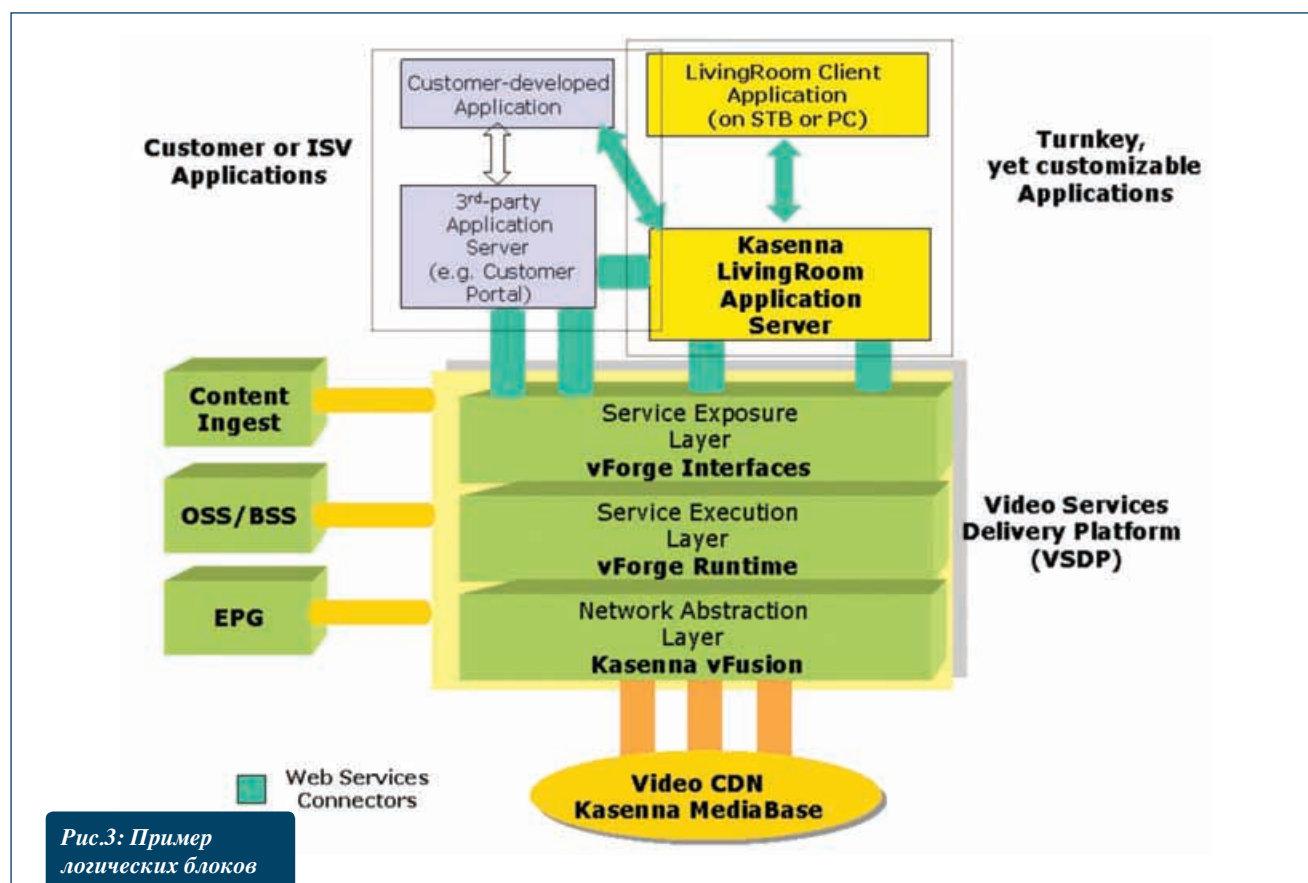 Customer-developed
Application
LivingRoom Client
Application
(on STB or PC)
Customer or ISV
Applications
Turnkey,
yet customizable
Applications
3rd-party
Application
Server
(e.g. Customer
Portal)
Kasenna
LivingRoom
Application
Server
Content
Ingest
OSS/BSS
EPG
Service Exposure
Layer
vForge Interfaces
Service Execution
Layer
vForge Runtime
Network Abstraction
Layer
Kasenna vFusion
Video Services
Delivery Platform
(VSDP)
Web Services
Connectors
Video CDN
Kasenna MediaBase
Рис.3: Пример
логических блоков